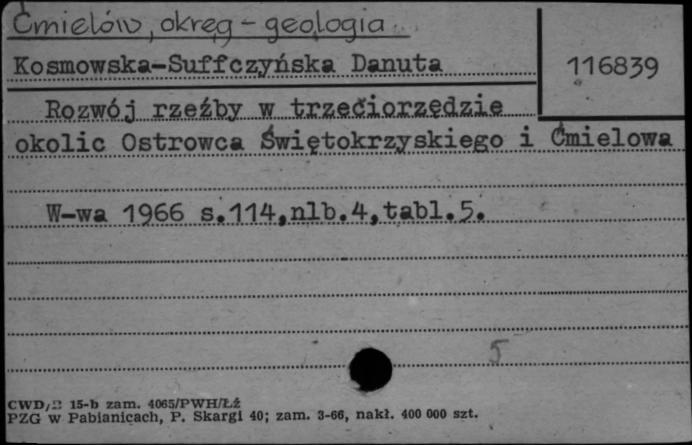 Ćmielów, okręg - geologia
Kosmowska-Suffczyńska Danuta
116839
Rozwój rzeźby w trzeciorzędzie
okolic Ostrowca Świętokrzyskiego i Ćmielowa
W-wa 1966 s.114,nlb.4,tabl.5.
5
CWD/ 15-b zam. 4065/PWH/Łź
PZG w Pabianicach, P. Skargi 40; zam. 3-66, nakł. 400 000 szt.